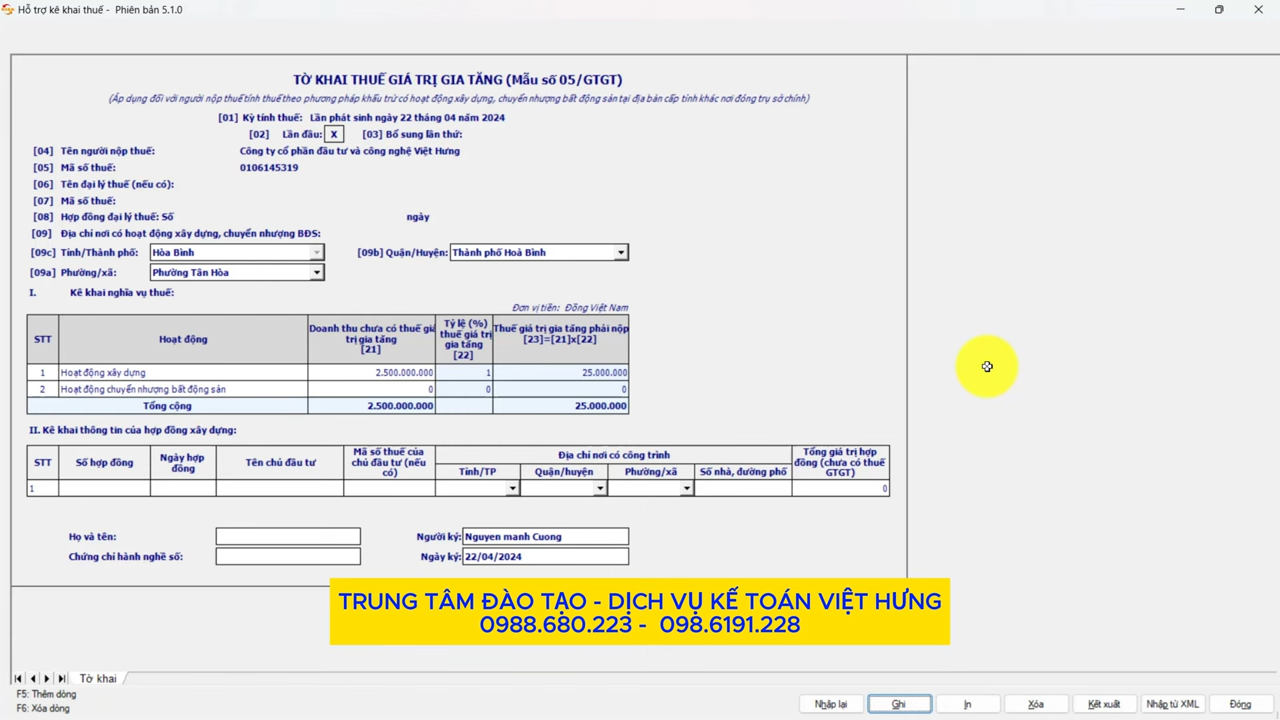 Hỗ trợ kê khai thuế - Phiên bản 5.1.0
TỜ KHAI THUẾ GIÁ TRỊ GIA TĂNG (Mẫu số 05/GTGT)
(Áp dụng đối với người nộp thuế tính thuế theo phương pháp khấu trừ có hoạt động xây dựng, chuyển nhượng bất động sản tại địa bàn cấp tỉnh khác nơi đóng trụ sở chính)
[01] Kỳ tính thuế: Lần phát sinh ngày 22 tháng 04 năm 2024
[02] Lần đầu: X [03] Bổ sung lần thứ:
[04] Tên người nộp thuế: Công ty cổ phần đầu tư và công nghệ Việt Hưng
[05] Mã số thuế: 0106145319
[06] Tên đại lý thuế (nếu có):
[07] Mã số thuế:
[08] Hợp đồng đại lý thuế: Số ngày
[09] Địa chỉ nơi có hoạt động xây dựng, chuyển nhượng BĐS:
[09c] Tỉnh/Thành phố: Hòa Bình [09b] Quận/Huyện: Thành phố Hoà Bình
[09a] Phường/xã: Phường Tân Hòa
I. Kê khai nghĩa vụ thuế:
Đơn vị tiền: Đồng Việt Nam
STT Hoạt động Doanh thu chưa có thuế giá trị gia tăng [21] Tỷ lệ (%) thuế giá trị gia tăng [22] Thuế giá trị gia tăng phải nộp [23]=[21]x[22]
1 Hoạt động xây dựng 2.500.000.000 1 25.000.000
2 Hoạt động chuyển nhượng bất động sản 0 0 0
Tổng cộng 2.500.000.000 25.000.000
II. Kê khai thông tin của hợp đồng xây dựng:
STT Số hợp đồng Ngày hợp đồng Tên chủ đầu tư Mã số thuế của chủ đầu tư (nếu có) Địa chỉ nơi có công trình Tổng giá trị hợp đồng (chưa có thuế GTGT)
Tỉnh/TP Quận/huyện Phường/xã Số nhà, đường phố
1 0
Họ và tên: Người ký: Nguyen manh Cuong
Chứng chỉ hành nghề số: Ngày ký: 22/04/2024
TRUNG TÂM ĐÀO TẠO - DỊCH VỤ KẾ TOÁN VIỆT HƯNG
0988.680.223 - 098.6191.228
Tờ khai
F5: Thêm dòng
F6: Xóa dòng
Nhập lại Ghi In Xóa Kết xuất Nhập từ XML Đóng